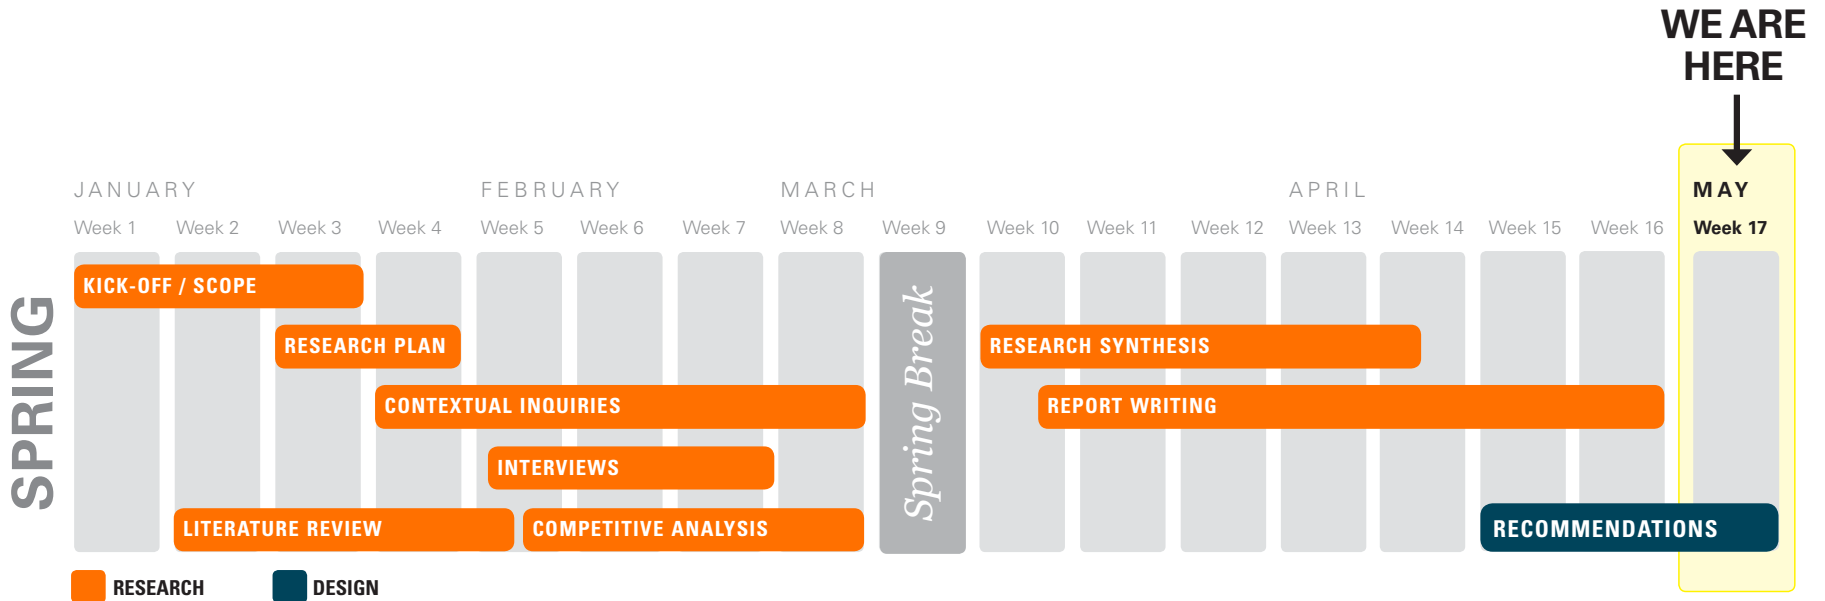 WE ARE
HERE
JANUARY FEBRUARY MARCH APRIL MAY
Week 1 Week 2 Week 3 Week 4 Week 5 Week 6 Week 7 Week 8 Week 9 Week 10 Week 11 Week 12 Week 13 Week 14 Week 15 Week 16 Week 17
SPRING
KICK-OFF / SCOPE
RESEARCH PLAN
RESEARCH SYNTHESIS
CONTEXTUAL INQUIRIES
REPORT WRITING
Spring Break
INTERVIEWS
LITERATURE REVIEW
COMPETITIVE ANALYSIS
RECOMMENDATIONS
RESEARCH
DESIGN